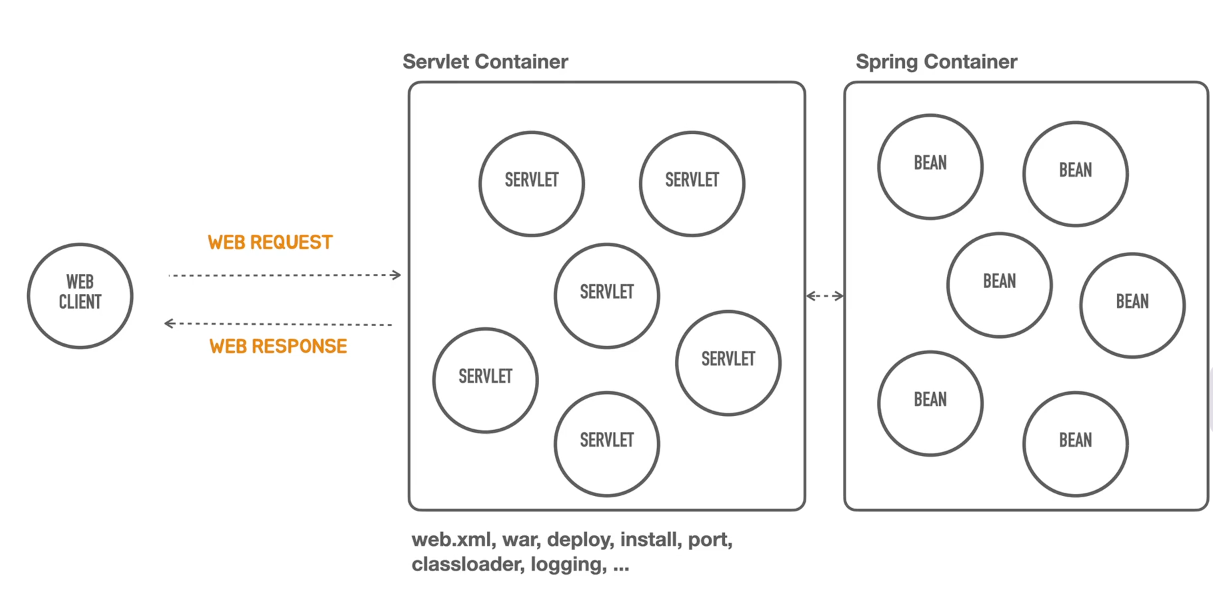 Servlet Container
Spring Container
SERVLET
SERVLET
BEAN
BEAN
WEB REQUEST
WEB
CLIENT
SERVLET
BEAN
BEAN
WEB RESPONSE
SERVLET
SERVLET
BEAN
SERVLET
BEAN
web.xml, war, deploy, install, port,
classloader, logging, ...